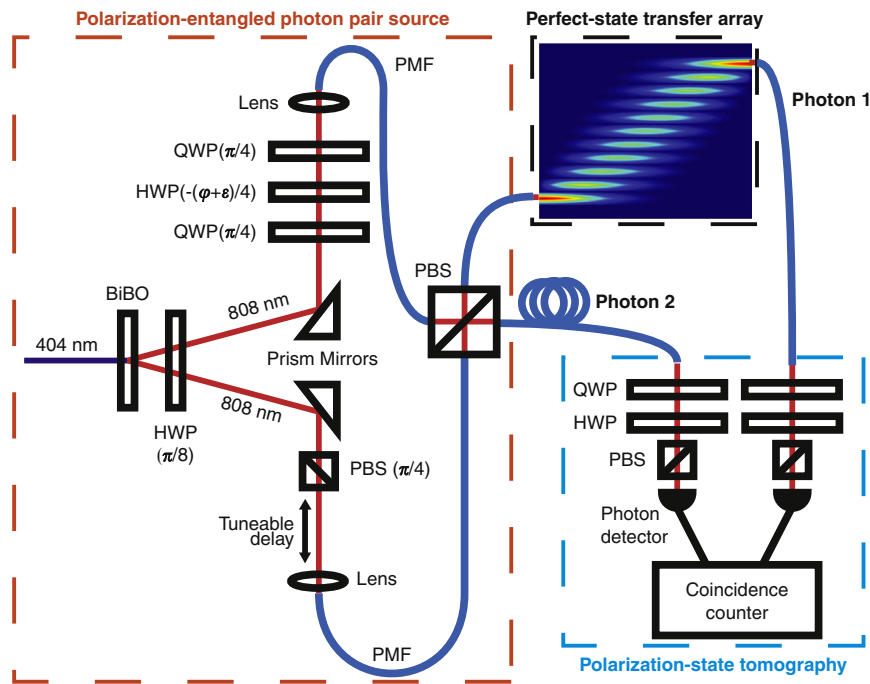 Polarization-entangled photon pair source
Perfect-state transfer array
PMF
Lens
Photon 1
QWP(π/4)
HWP(-(φ+ε)/4)
QWP(π/4)
PBS
BiBO
808 nm
Photon 2
404 nm
Prism Mirrors
808 nm
HWP
(π/8)
QWP
HWP
PBS (π/4)
PBS
Tuneable
delay
Photon
detector
Lens
Coincidence
counter
PMF
Polarization-state tomography